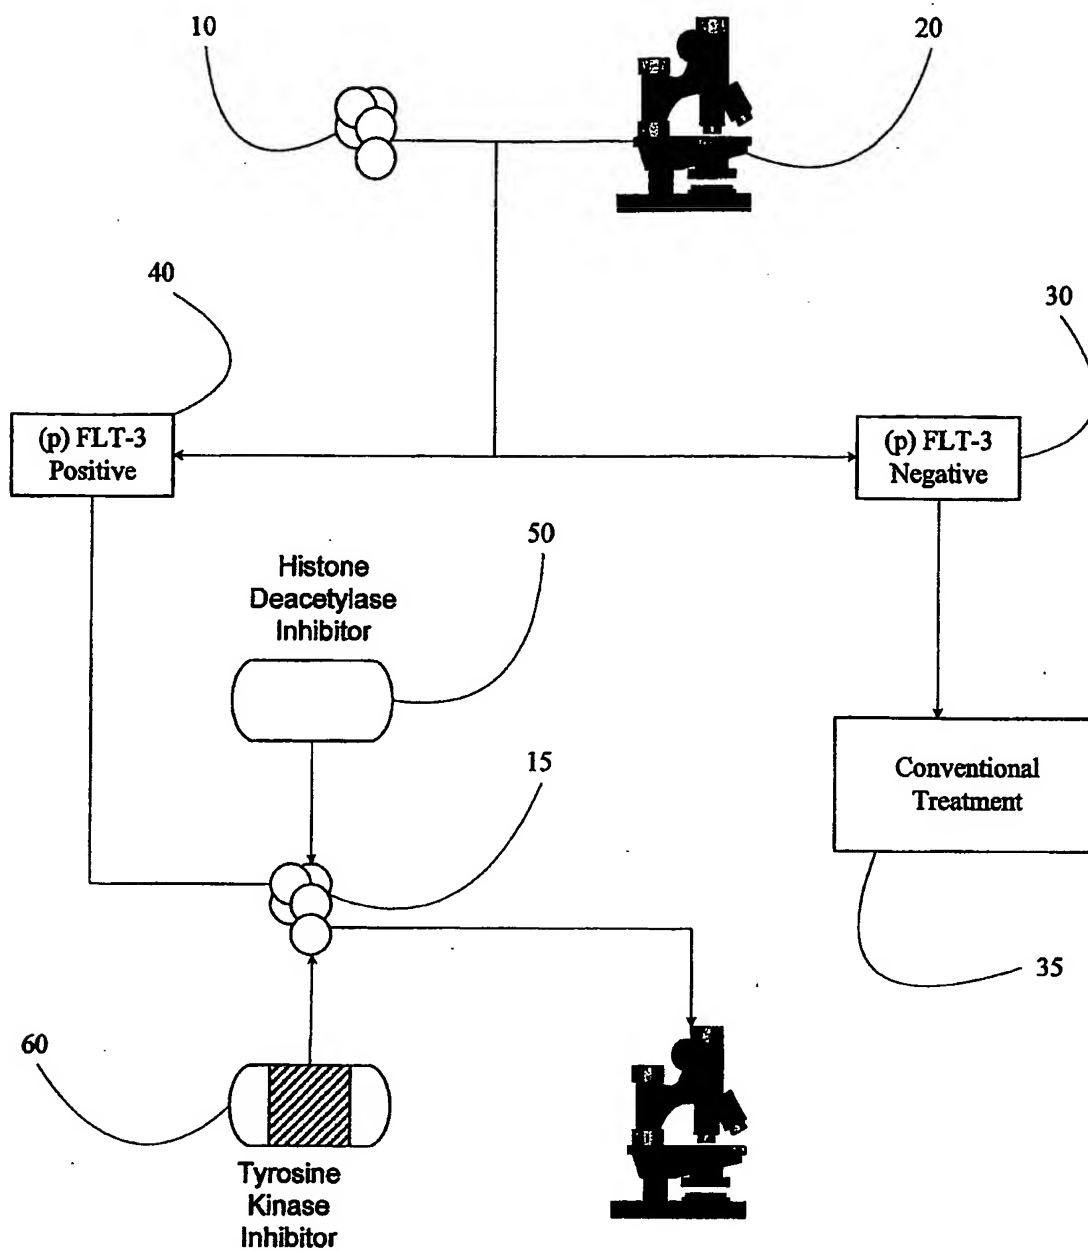 10
20
40
30
(p) FLT-3
Positive
(p) FLT-3
Negative
50
Histone
Deacetylase
Inhibitor
15
Conventional
Treatment
35
60
Tyrosine
Kinase
Inhibitor